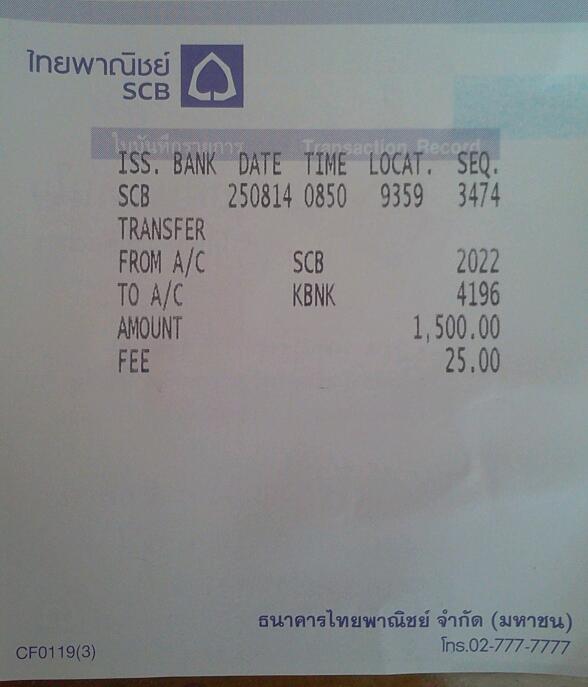 ไทยพาณิชย์
SCB
ใบบันทึกรายการ Transaction Record
ISS. BANK DATE TIME LOCAT. SEQ.
SCB 250814 0850 9359 3474
TRANSFER
FROM A/C SCB 2022
TO A/C KBNK 4196
AMOUNT 1,500.00
FEE 25.00
ธนาคารไทยพาณิชย์ จำกัด (มหาชน)
CF0119(3) โทร.02-777-7777